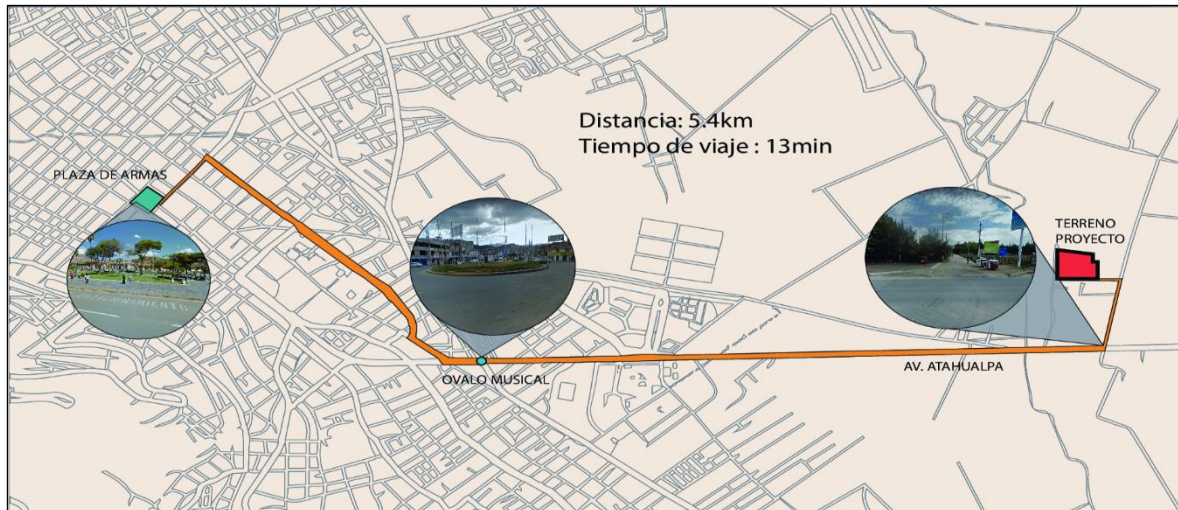 Distancia: 5.4km
Tiempo de viaje : 13min
PLAZA DE ARMAS
TERRENO
PROYECTO
OVALO MUSICAL
AV. ATAHUALPA